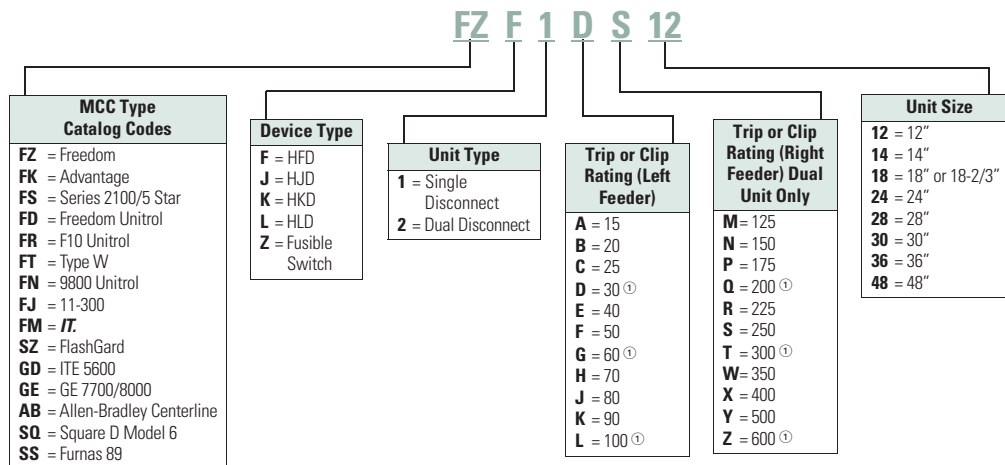 FZ F 1 D S 12
MCC Type
Catalog Codes
FZ = Freedom
FK = Advantage
FS = Series 2100/5 Star
FD = Freedom Unitrol
FR = F10 Unitrol
FT = Type W
FN = 9800 Unitrol
FJ = 11-300
FM = IT.
SZ = FlashGard
GD = ITE 5600
GE = GE 7700/8000
AB = Allen-Bradley Centerline
SQ = Square D Model 6
SS = Furnas 89
Device Type
F = HFD
J = HJD
K = HKD
L = HLD
Z = Fusible
Switch
Unit Type
1 = Single
Disconnect
2 = Dual Disconnect
Trip or Clip
Rating (Left
Feeder)
A = 15
B = 20
C = 25
D = 30 ①
E = 40
F = 50
G = 60 ①
H = 70
J = 80
K = 90
L = 100 ①
Trip or Clip
Rating (Right
Feeder) Dual
Unit Only
M = 125
N = 150
P = 175
Q = 200 ①
R = 225
S = 250
T = 300 ①
W = 350
X = 400
Y = 500
Z = 600 ①
Unit Size
12 = 12"
14 = 14"
18 = 18" or 18-2/3"
24 = 24"
28 = 28"
30 = 30"
36 = 36"
48 = 48"